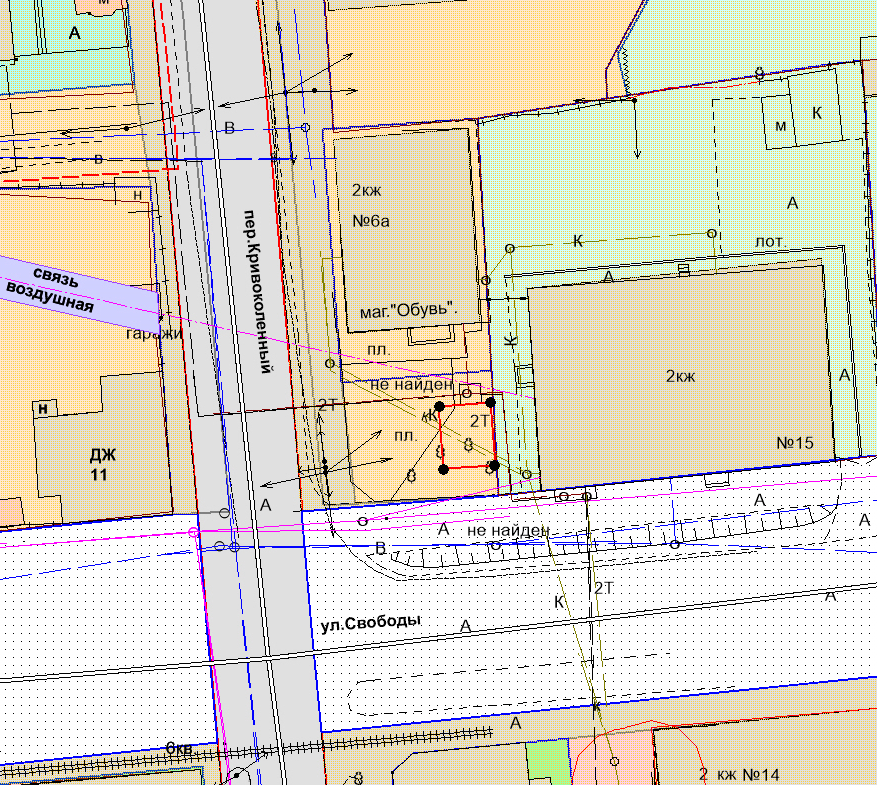 м
А
В
в
н
К
м
А
2кж
№6а
пер.Кривоколенный
К
лот.
А
связь
воздушная
гаражи
маг."Обувь".
К
пл.
2кж
А
не найден
2Т
К
2Т
н
пл.
№15
ДЖ
11
А
А
А
А
не найден
В
К
2Т
А
ул.Свободы
А
А
6кв.
2 кж №14